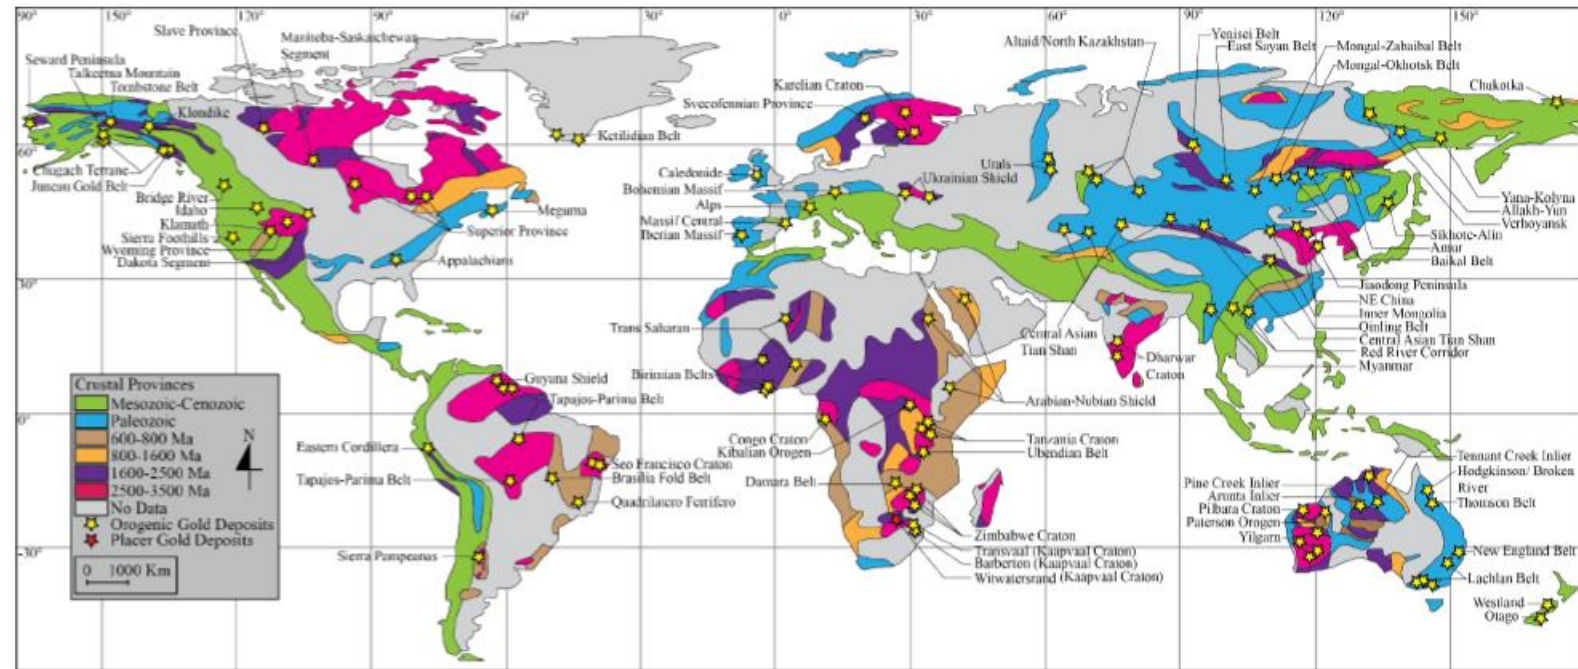 90° 150° 120° 90° 60° 30° 0° 30° 60° 90° 120° 150°
Slave Province
Manitoba-Saskatchewan
Segment
Seward Peninsula
Talkeetna Mountain
Tombstone Belt
Klondike
Chugach Terrane
Juneau Gold Belt
Bridge River
Idaho
Klamath
Sierra Foothills
Wyoming Province
Dakota Segment
Ketilidian Belt
Meguma
Superior Province
Appalachians
Karelian Craton
Svecofennian Province
Caledonide
Bohemian Massif
Alps
Massif Central
Iberian Massif
Urals
Ukrainian Shield
Altaid/North Kazakhstan
Yenisei Belt
East Sayan Belt
Mongal-Zabaibal Belt
Mongal-Okhotsk Belt
Chukotka
60°
Yana-Kolyna
Allakh-Yun
Verhoyansk
Sikhote-Alin
Amur
Baikal Belt
Jiaodong Peninsula
NE China
Inner Mongolia
Qinling Belt
Central Asian Tian Shan
Red River Corridor
Myanmar
30°
Trans Saharan
Birimian Belts
Central Asian
Tian Shan
Dharwar
Craton
Arabian-Nubian Shield
Guyana Shield
Tapajos-Parima Belt
0°
Eastern Cordillera
Tapajos-Parima Belt
Seo Francisco Craton
Brasilia Fold Belt
Quadrilatero Ferrifero
Sierra Pampeanas
Congo Craton
Kibalian Orogen
Damara Belt
Tanzania Craton
Ubendian Belt
Zimbabwe Craton
Transvaal (Kaapvaal Craton)
Barberton (Kaapvaal Craton)
Witwatersrand (Kaapvaal Craton)
Tennant Creek Inlier
Hodgkinson/ Broken
River
Thomson Belt
Pine Creek Inlier
Arunta Inlier
Pilbara Craton
Paterson Orogen
Yilgarn
New England Belt
Lachlan Belt
Westland
Otago
-30°
Crustal Provinces
Mesozoic-Cenozoic
Paleozoic
600-800 Ma
800-1600 Ma
1600-2500 Ma
2500-3500 Ma
No Data
Orogenic Gold Deposits
Placer Gold Deposits
N
0 1000 Km